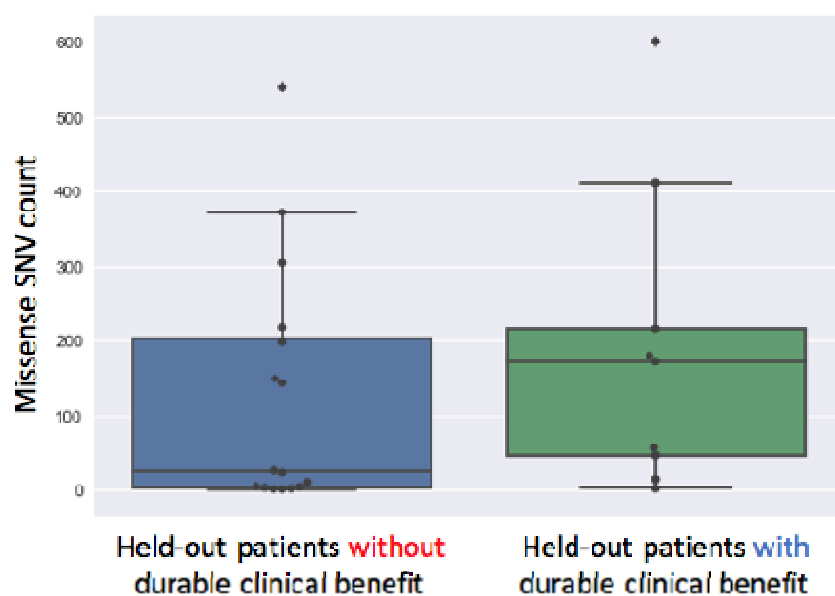 600
500
400
300
200
100
0
Missense SNV count
Held-out patients without
durable clinical benefit
Held-out patients with
durable clinical benefit